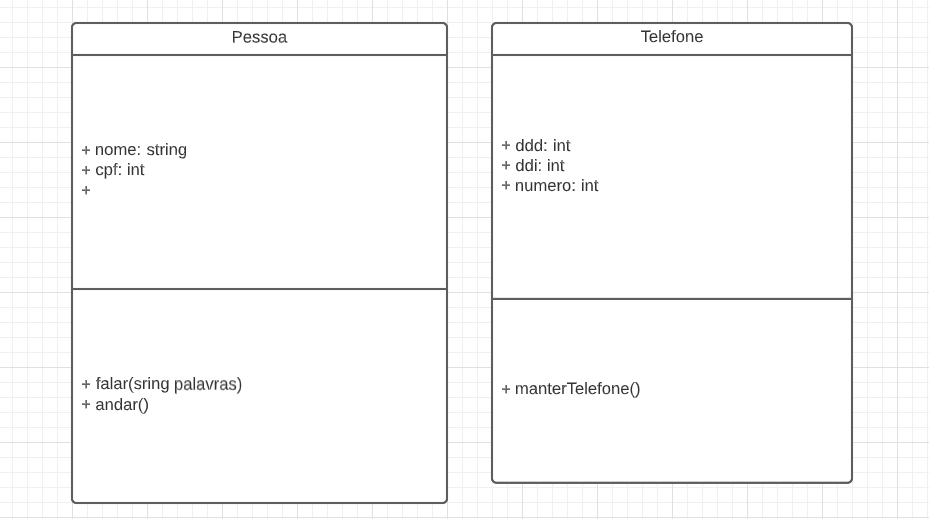 Pessoa
+ nome: string
+ cpf: int
+
+ falar(sring palavras)
+ andar()
Telefone
+ ddd: int
+ ddi: int
+ numero: int
+ manterTelefone()